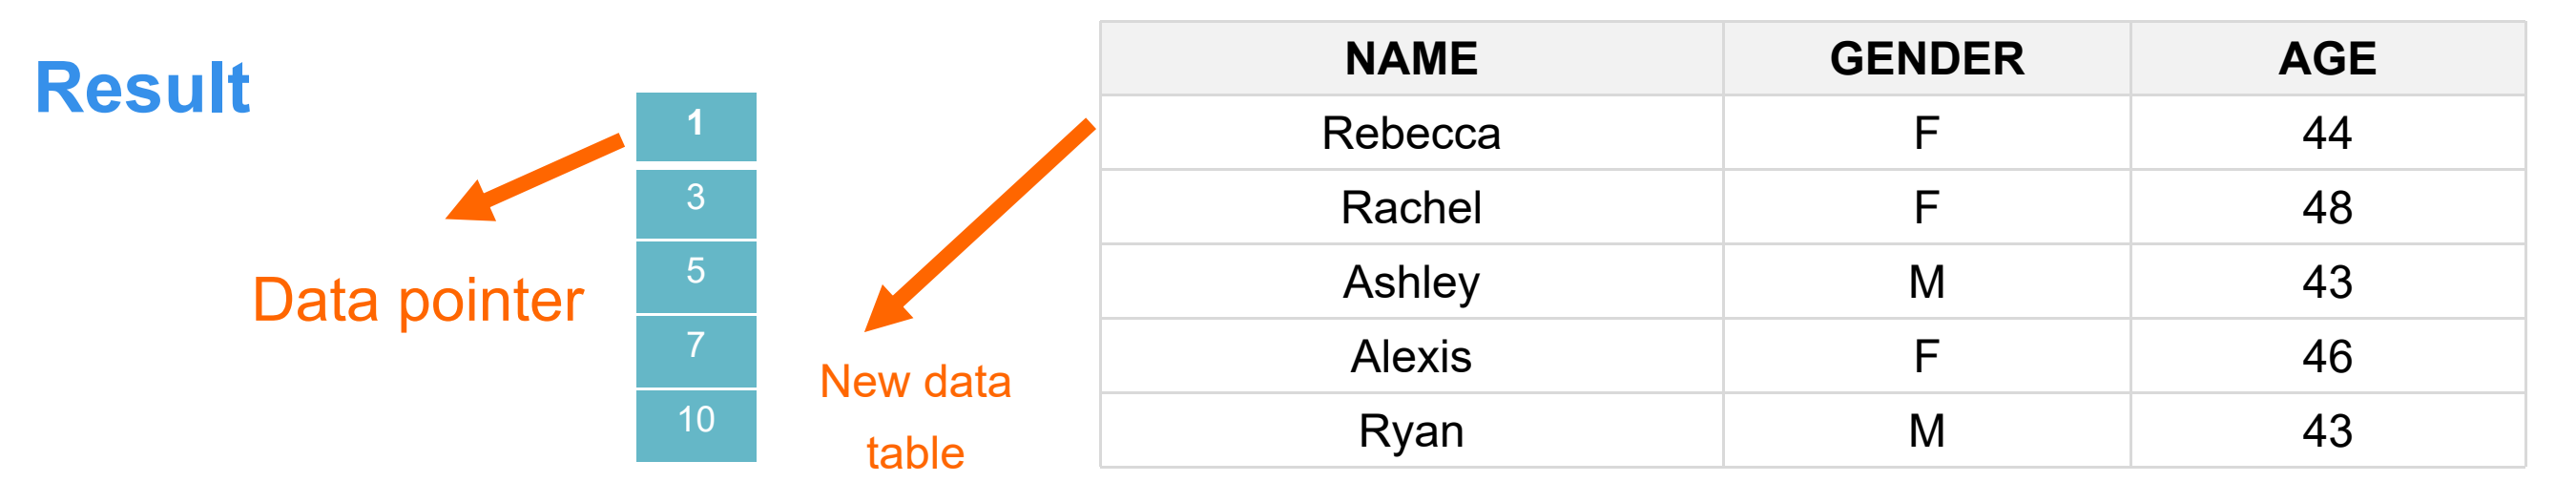 Result
1
3
5
7
10
Data pointer
New data
table
NAME GENDER AGE
Rebecca F 44
Rachel F 48
Ashley M 43
Alexis F 46
Ryan M 43